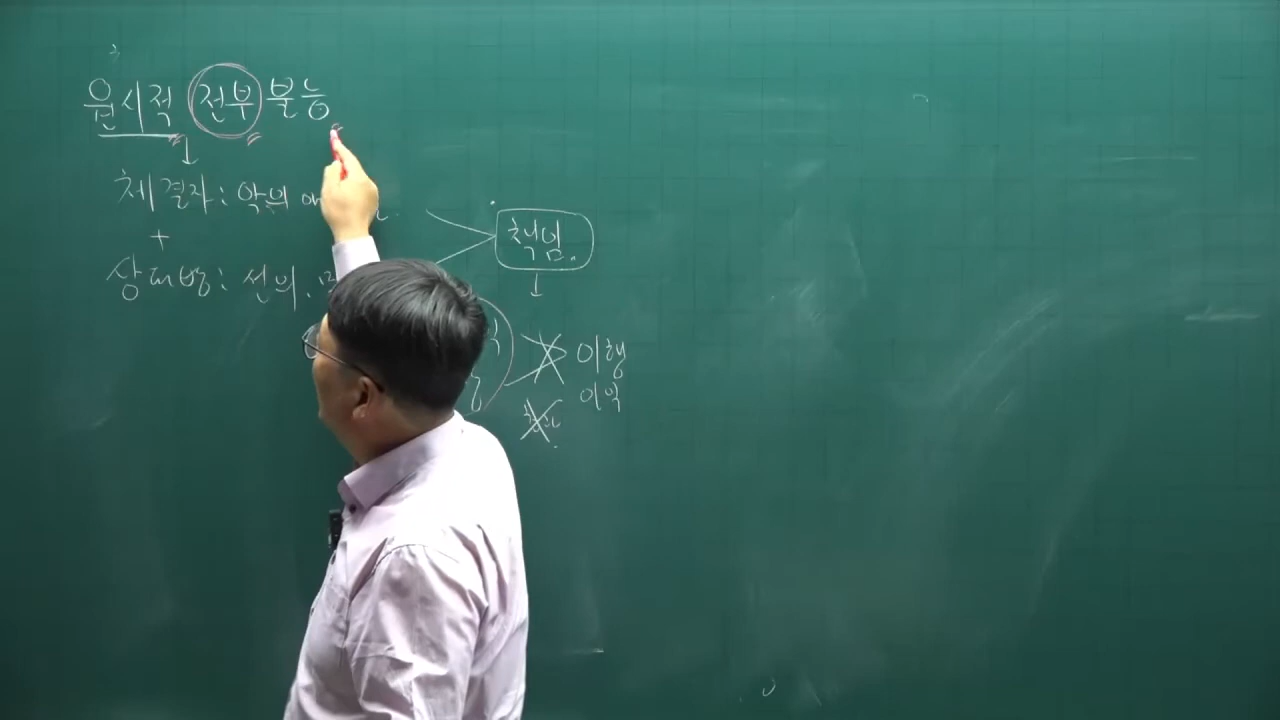 원시적 전부 불능
체결자: 악의
+
상대방: 선의.
책임.
이행
이익